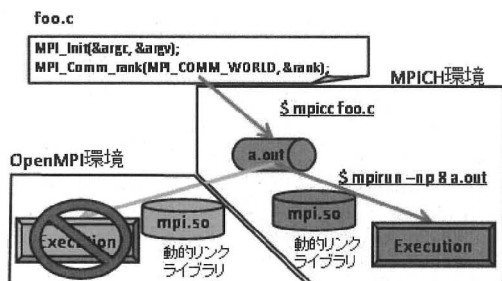 foo.c
MPI_Init(&argc, &argv);
MPI_Comm_rank(MPI_COMM_WORLD, &rank);
MPICH環境
$ mpicc foo.c
a.out
OpenMPI環境
$ mpirun –np 8 a.out
mpi.so
mpi.so
Execution
動的リンク
ライブラリ
動的リンク
ライブラリ
Execution